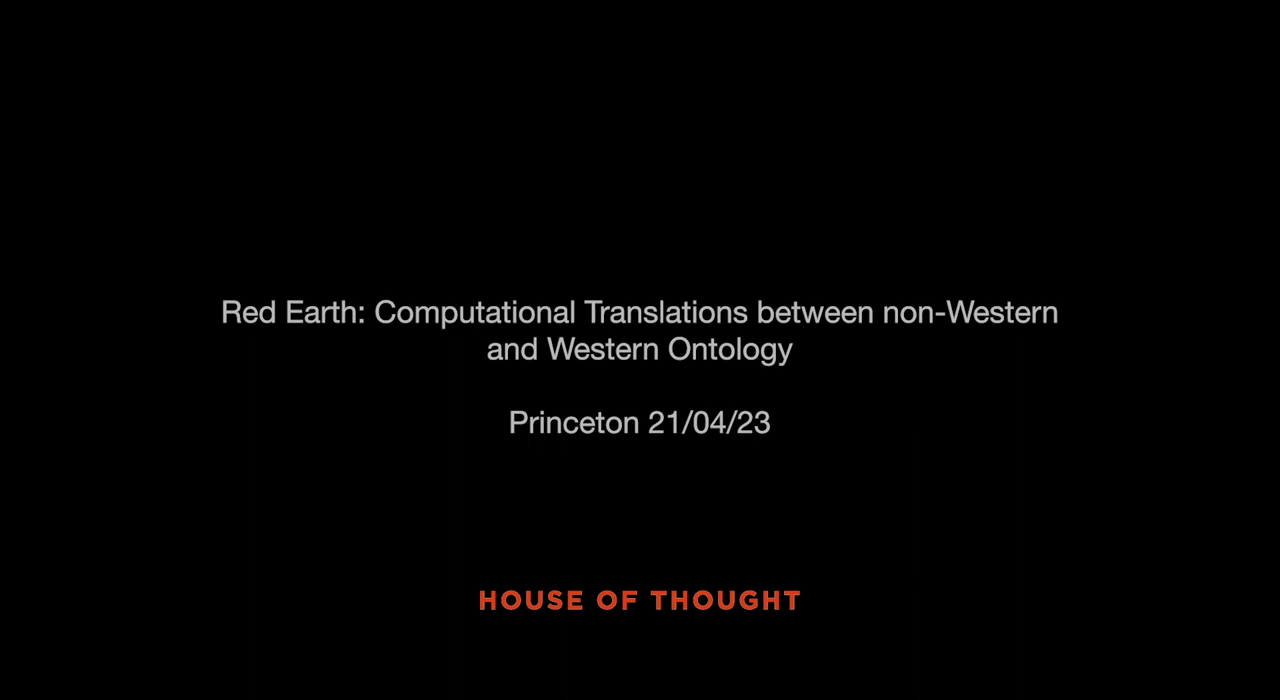 Red Earth: Computational Translations between non-Western
and Western Ontology
Princeton 21/04/23
HOUSE OF THOUGHT